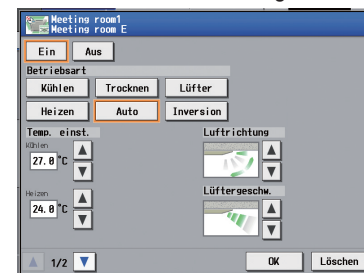 Meeting room1
Meeting room E
Ein Aus
Betriebsart
Kühlen Trocknen Lüfter
Heizen Auto Inversion
Temp. einst. Luftrichtung
Kühlen
27.0 °C
Lüftergeschw.
Heizen
24.0 °C
1/2 OK Löschen